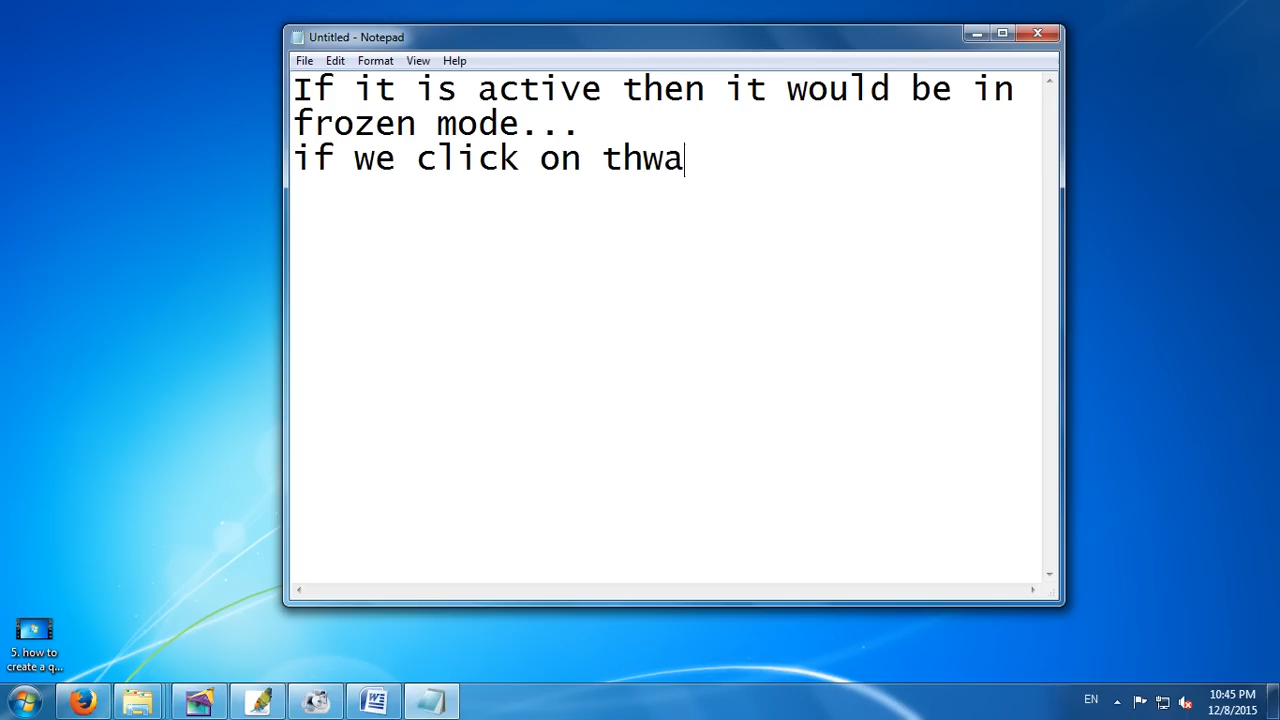 Untitled - Notepad
File Edit Format View Help
If it is active then it would be in
frozen mode...
if we click on thwa
5. how to
create a q...
EN
10:45 PM
12/8/2015